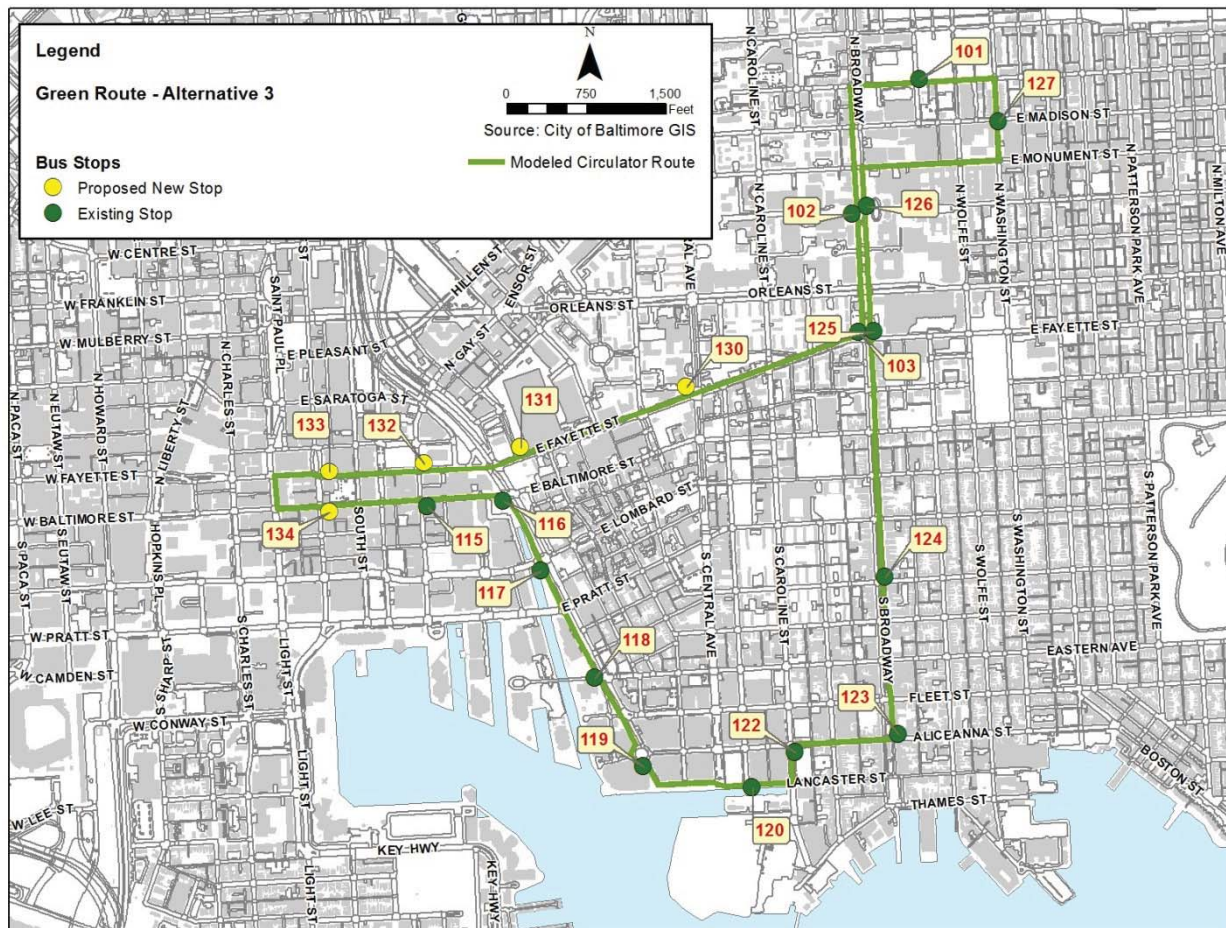 Legend
Green Route - Alternative 3
N
0 750 1,500
Feet
Source: City of Baltimore GIS
Modeled Circulator Route
Bus Stops
Proposed New Stop
Existing Stop
N CAROLINE ST
N BROADWAY
101
127
E MADISON ST
E MONUMENT ST
N PATTERSON PARK AVE
N MILTON AVE
102
126
N CAROLINE ST
N WOLFE ST
N WASHINGTON ST
W CENTRE ST
SAINT PAUL PL
HILLEN ST
ENSOR ST
RAL AVE
ORLEANS ST
ORLEANS ST
W FRANKLIN ST
W MULBERRY ST
E PLEASANT ST
N GAY ST
125
103
E FAYETTE ST
130
N PACA ST
N EUTAW ST
N HOWARD ST
N LIBERTY ST
N CHARLES ST
E SARATOGA ST
133
132
131
E FAYETTE ST
W FAYETTE ST
E BALTIMORE ST
W BALTIMORE ST
E LOMBARD ST
134
SOUTH ST
115
116
S PACA ST
S EUTAW ST
HOPKINS PL
117
E PRATT ST
S CENTRAL AVE
S CAROLINE ST
124
S BROADWAY
S WOLFE ST
S WASHINGTON ST
S PATTERSON PARK AVE
W PRATT ST
W CAMDEN ST
S SHARP ST
S CHARLES ST
LIGHT ST
118
EASTERN AVE
W CONWAY ST
FLEET ST
123
122
119
ALICEANNA ST
LANCASTER ST
BOSTON ST
THAMES ST
120
LIGHT ST
W LEE ST
KEY HWY
KEY HWY
LIGHT ST